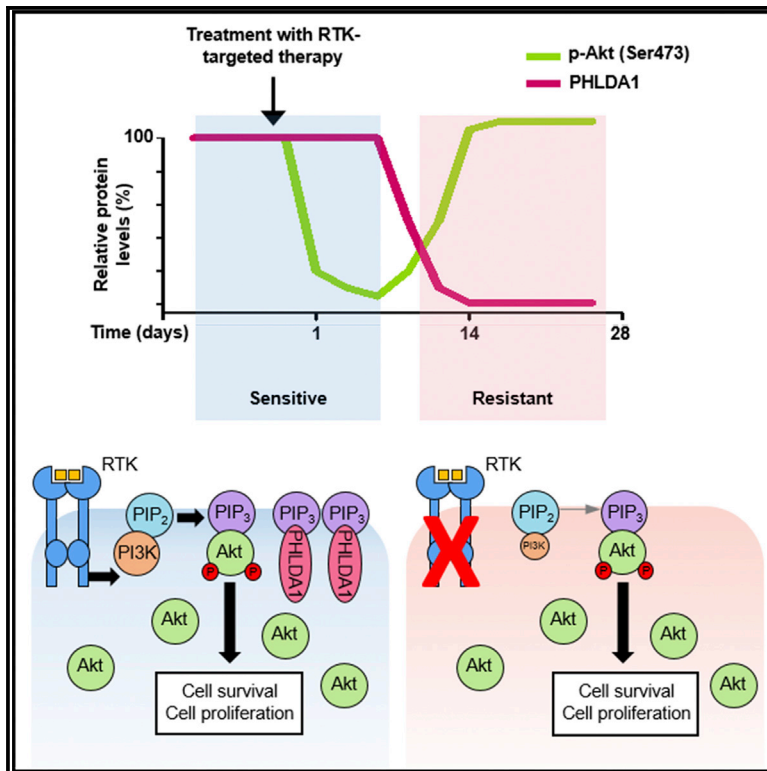 Treatment with RTK-
targeted therapy
p-Akt (Ser473)
PHLDA1
100
Relative protein
levels (%)
Time (days)
1
14
28
Sensitive
Resistant
RTK
PIP2
PI3K
PIP3
Akt
P
P
PIP3
PIP3
PHLDA1
PHLDA1
Akt
Akt
Akt
Akt
Cell survival
Cell proliferation
RTK
PIP2
PI3K
PIP3
Akt
P
P
Akt
Akt
Akt
Akt
Cell survival
Cell proliferation